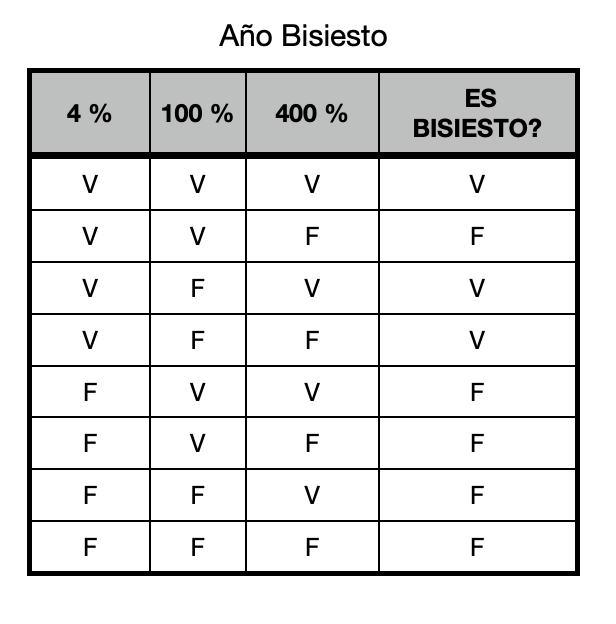 Año Bisiesto
4 % 100 % 400 % ES
BISIESTO?
V V V V
V V F F
V F V V
V F F V
F V V F
F V F F
F F V F
F F F F